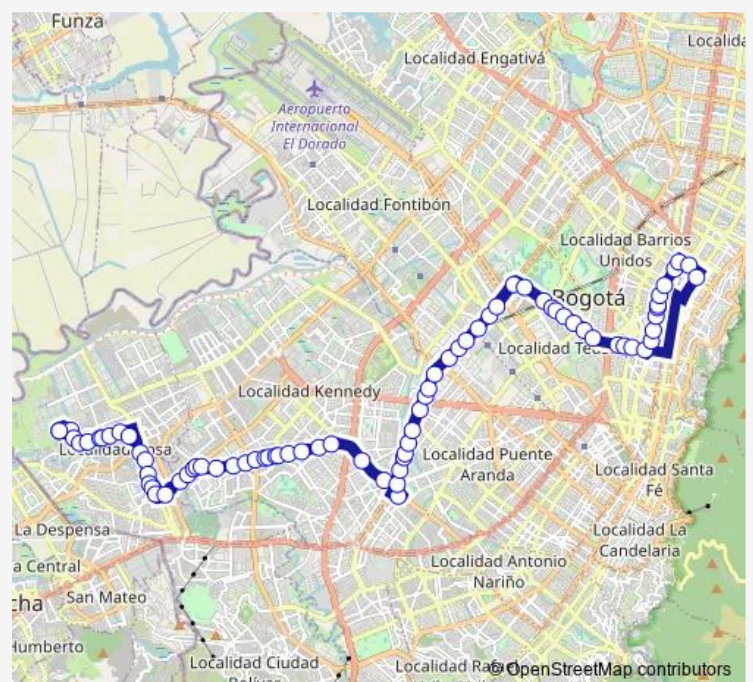 Funza
Localidad Engativá
Aeropuerto
Internacional
El Dorado
Localidad Fontibón
Localidad Barrios
Unidos
Bogotá
Localidad Kennedy
Localidad Puente
Aranda
Localidad Santa
Fé
La Despensa
Localidad La
Candelaria
Localidad Antonio
Nariño
San Mateo
Localidad Ciudad
© OpenStreetMap contributors